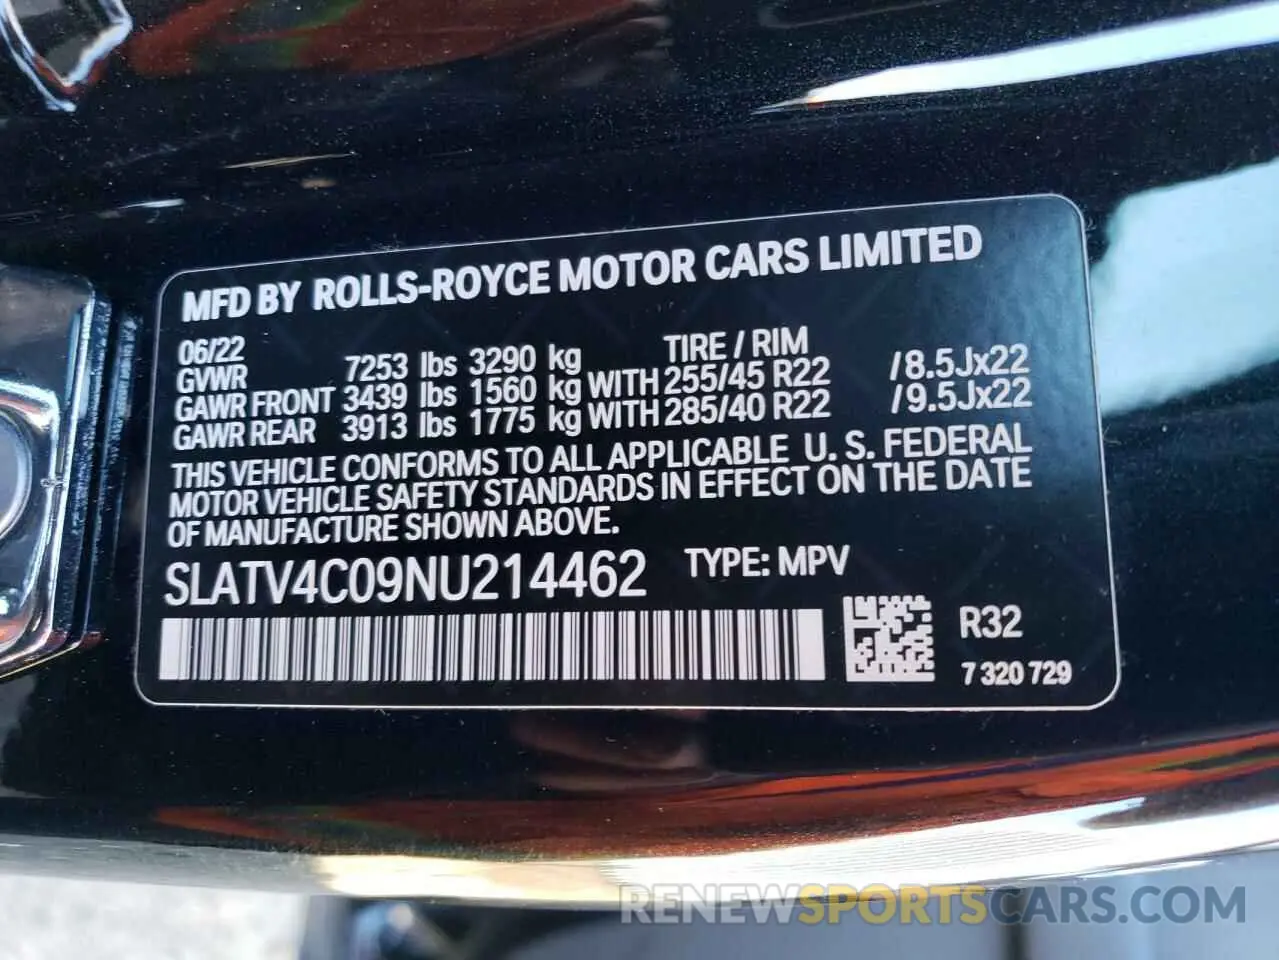 MFD BY ROLLS-ROYCE MOTOR CARS LIMITED
06/22 TIRE / RIM
GVWR 7253 lbs 3290 kg
GAWR FRONT 3439 lbs 1560 kg WITH 255/45 R22 /8.5Jx22
GAWR REAR 3913 lbs 1775 kg WITH 285/40 R22 /9.5Jx22
THIS VEHICLE CONFORMS TO ALL APPLICABLE U. S. FEDERAL
MOTOR VEHICLE SAFETY STANDARDS IN EFFECT ON THE DATE
OF MANUFACTURE SHOWN ABOVE.
SLATV4C09NU214462 TYPE: MPV
R32
7 320 729
RENEWSPORTSCARS.COM